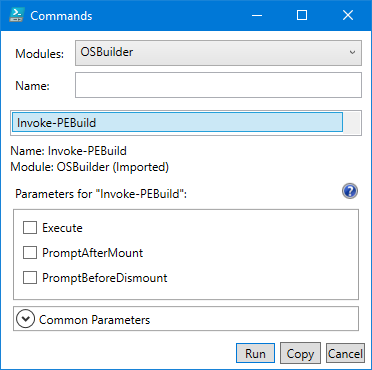 Commands
Modules: OSBuilder
Name:
Invoke-PEBuild
Name: Invoke-PEBuild
Module: OSBuilder (Imported)
Parameters for "Invoke-PEBuild": ?
Execute
PromptAfterMount
PromptBeforeDismount
Common Parameters
Run Copy Cancel